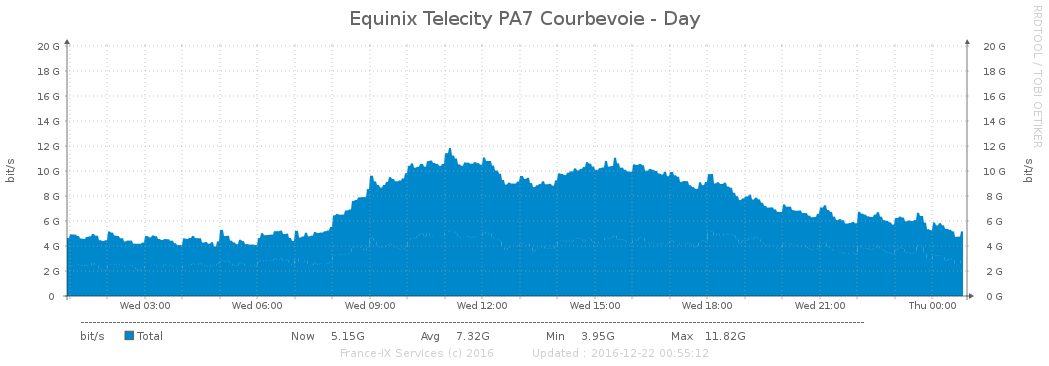 Equinix Telecity PA7 Courbevoie - Day
RRDTOOL / TOBI OETIKER
20 G 20 G
18 G 18 G
16 G 16 G
14 G 14 G
12 G 12 G
10 G 10 G
8 G 8 G
6 G 6 G
4 G 4 G
2 G 2 G
0 0 G
bit/s bit/s
Wed 03:00 Wed 06:00 Wed 09:00 Wed 12:00 Wed 15:00 Wed 18:00 Wed 21:00 Thu 00:00
bit/s Total Now 5.15G Avg 7.32G Min 3.95G Max 11.82G
France-IX Services (c) 2016 Updated : 2016-12-22 00:55:12